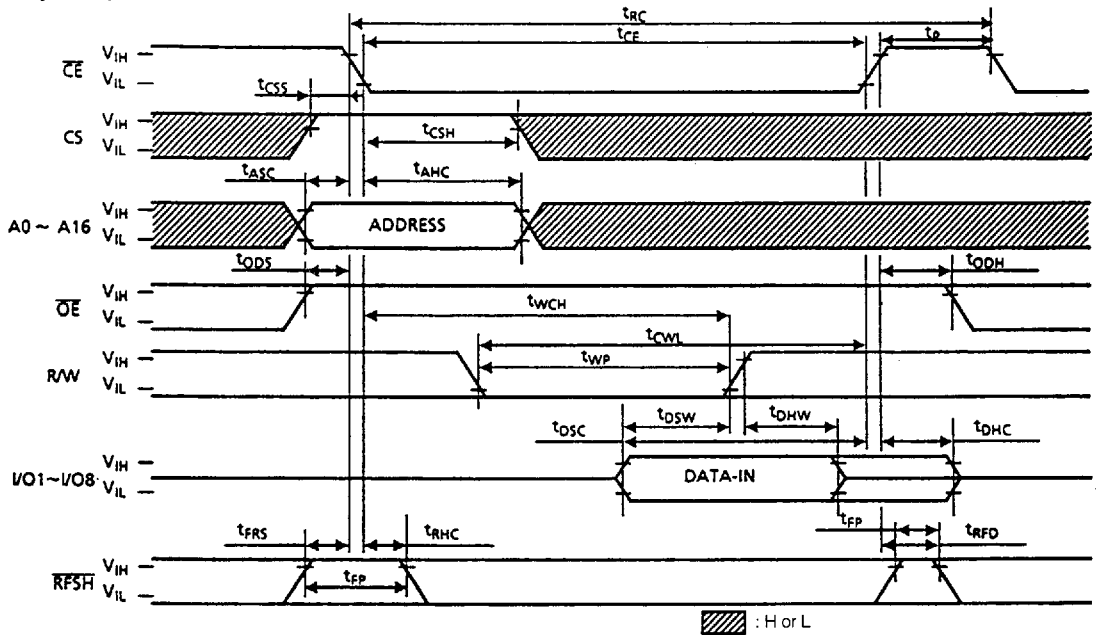 tRC
tCE
tP
CE
VIH
VIL
tCSS
CS
VIH
VIL
tCSH
tASC
tAHC
A0 ~ A16
VIH
VIL
ADDRESS
tODS
tODH
OE
VIH
VIL
tWCH
tCWL
R/W
VIH
VIL
tWP
tDSC
tDSW
tDHW
tDHC
I/O1~I/O8
VIH
VIL
DATA-IN
tFRS
tRHC
tFP
tRFD
RFSH
VIH
VIL
tFP
: H or L